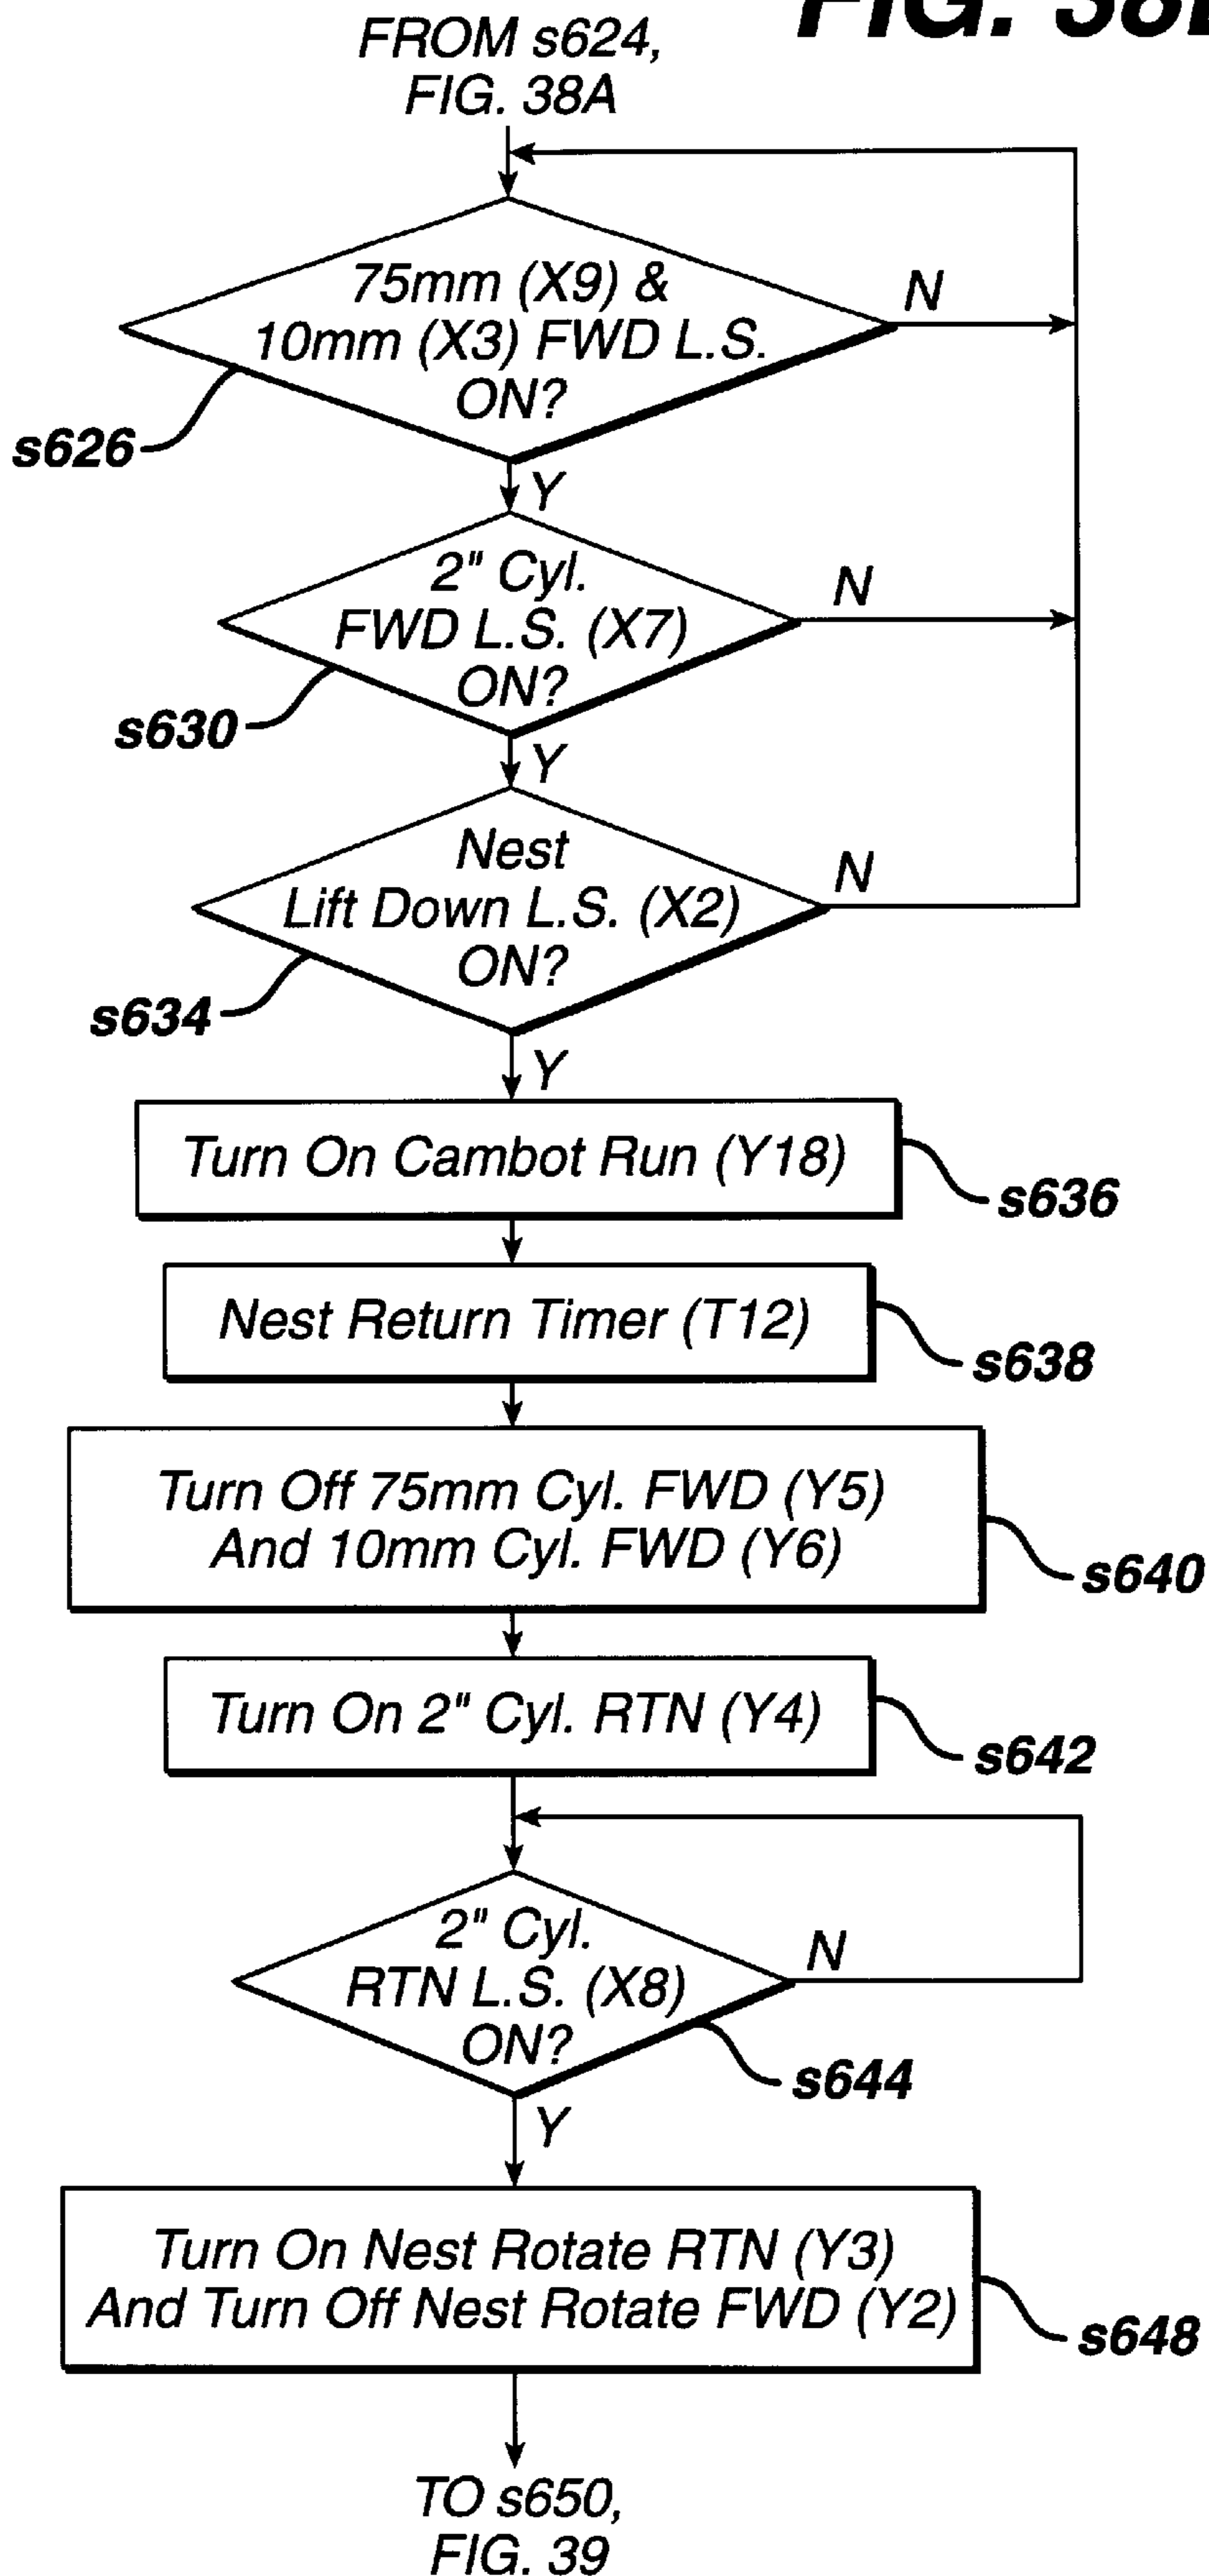 FIG. 38
FROM s624,
FIG. 38A
75mm (X9) &
10mm (X3) FWD L.S.
ON?
N
s626
Y
2" Cyl.
FWD L.S. (X7)
ON?
N
s630
Y
Nest
Lift Down L.S. (X2)
ON?
N
s634
Y
Turn On Cambot Run (Y18)
s636
Nest Return Timer (T12)
s638
Turn Off 75mm Cyl. FWD (Y5)
And 10mm Cyl. FWD (Y6)
s640
Turn On 2" Cyl. RTN (Y4)
s642
2" Cyl.
RTN L.S. (X8)
ON?
N
s644
Y
Turn On Nest Rotate RTN (Y3)
And Turn Off Nest Rotate FWD (Y2)
s648
TO s650,
FIG. 39